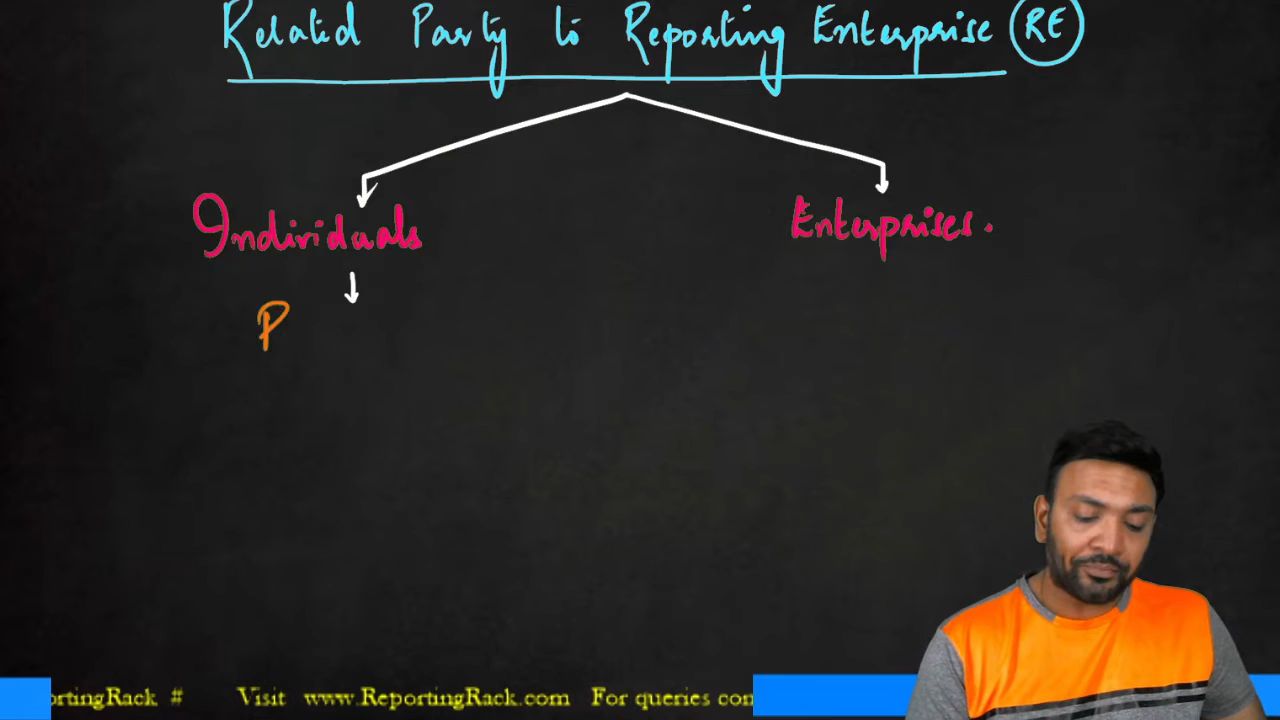 Related Party to Reporting Enterprise RE
Individuals
Enterprises.
P
ortingRack # Visit www.ReportingRack.com For queries con